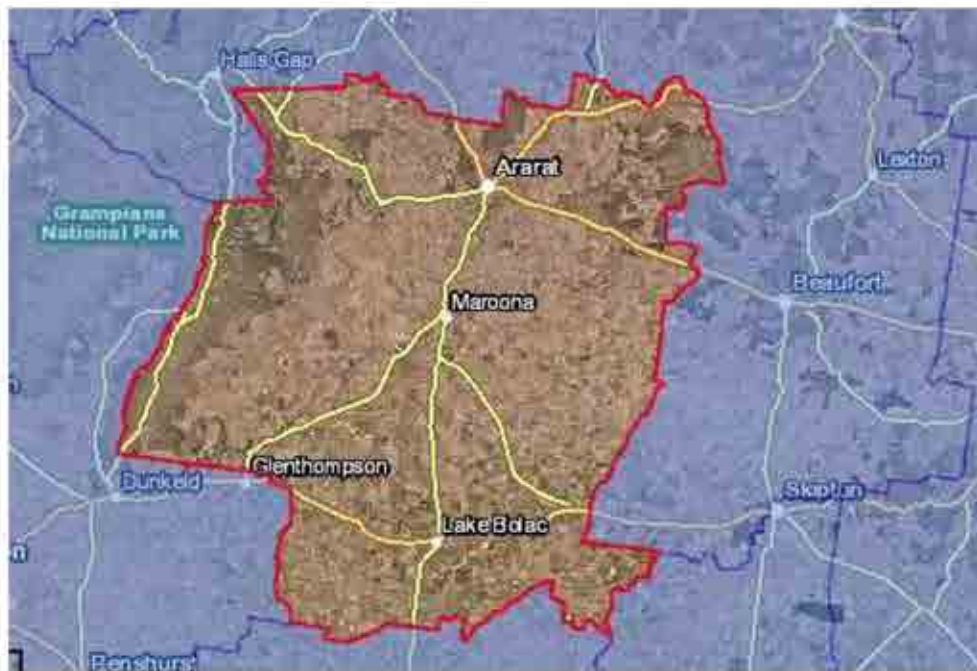 Halls Gap
Ararat
Lexton
Grampians
National Park
Beaufort
Maroona
Glenthompson
Dunkeld
Skipton
Lake Bolac